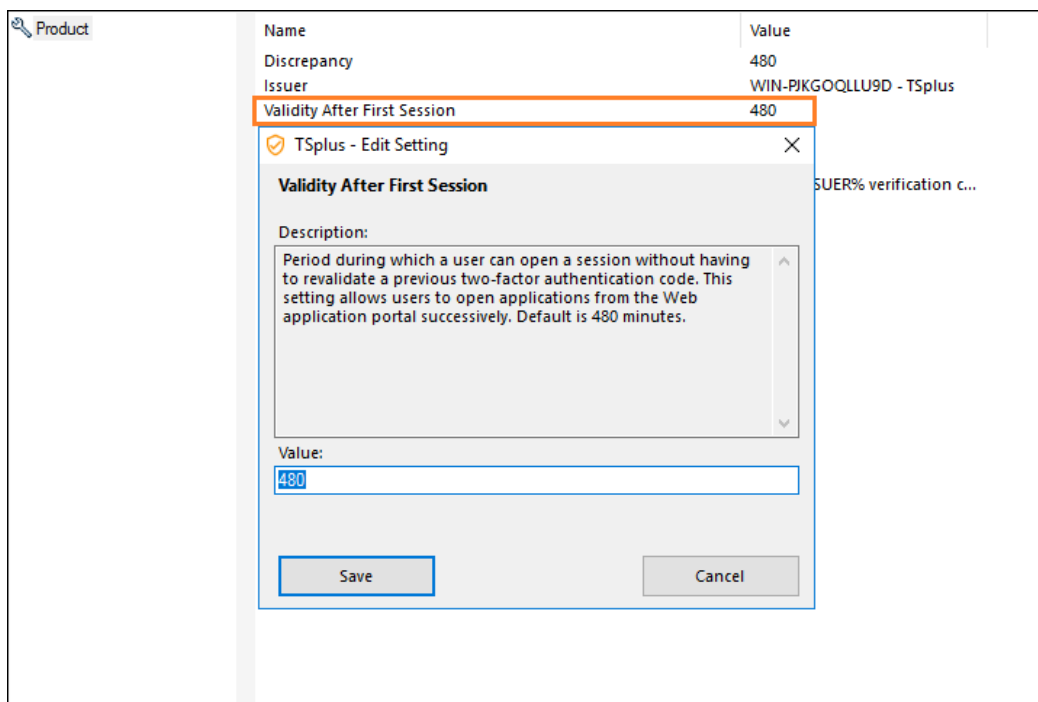 Product
Name Value
Discrepancy 480
Issuer WIN-PJKGOQLLU9D - TSplus
Validity After First Session 480
TSplus - Edit Setting
Validity After First Session
SUER% verification c...
Description:
Period during which a user can open a session without having
to revalidate a previous two-factor authentication code. This
setting allows users to open applications from the Web
application portal successively. Default is 480 minutes.
Value:
480
Save Cancel